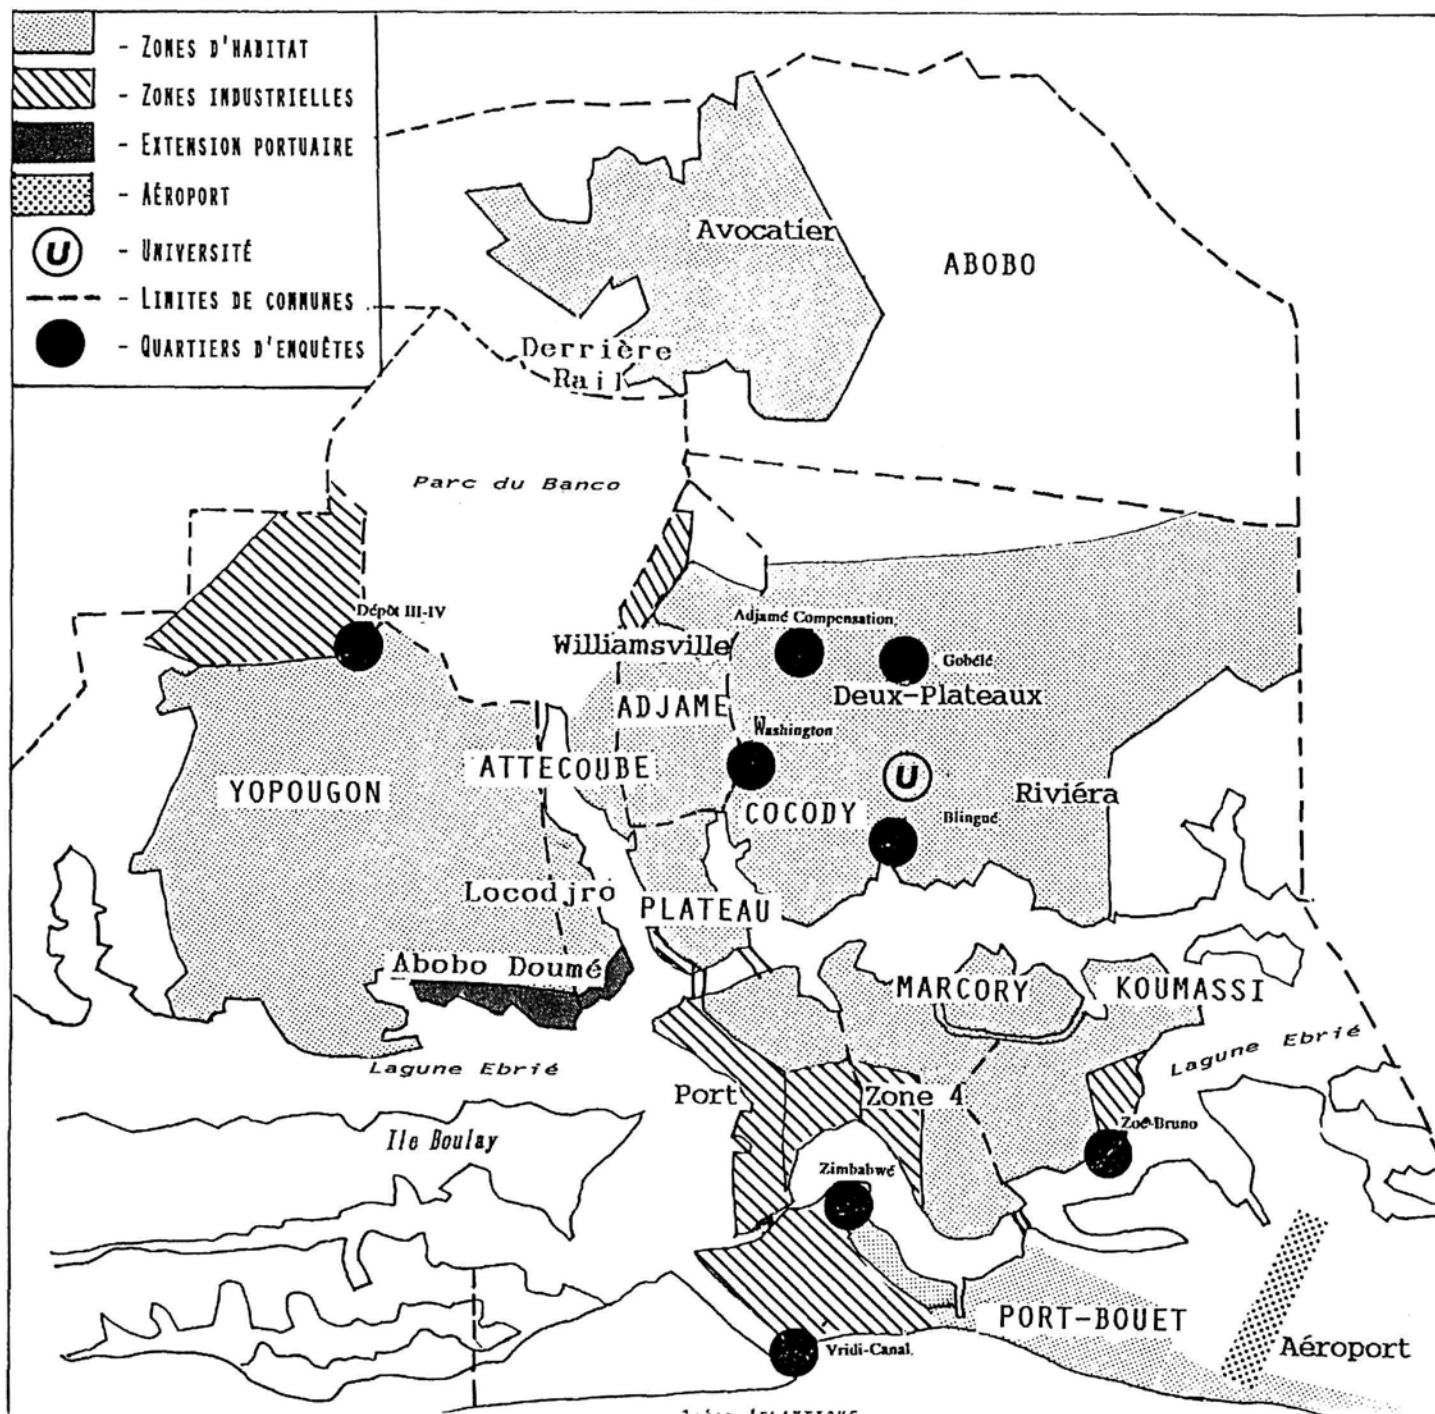 - ZONES D'HABITAT
- ZONES INDUSTRIELLES
- EXTENSION PORTUAIRE
- AÉROPORT
U - UNIVERSITÉ
- LIMITES DE COMMUNES
- QUARTIERS D'ENQUÊTES
Avocatier
ABOBO
Derrière
Rail
Parc du Banco
Dépôt III-IV
Adjamé Compensation
Williamsville
Gobélé
Deux-Plateaux
ADJAME
Washington
ATTECOUBE
U
YOPOUGON
Riviéra
COCODY
Blingué
Locodjro
PLATEAU
Abobo Doumé
MARCORY
KOUMASSI
Lagune Ebrié
Lagune Ebrié
Port
Zone 4
Zoé-Bruno
Ile Boulay
Zimbabwé
PORT-BOUET
Aéroport
Vridi-Canal
ATLANTIQUE